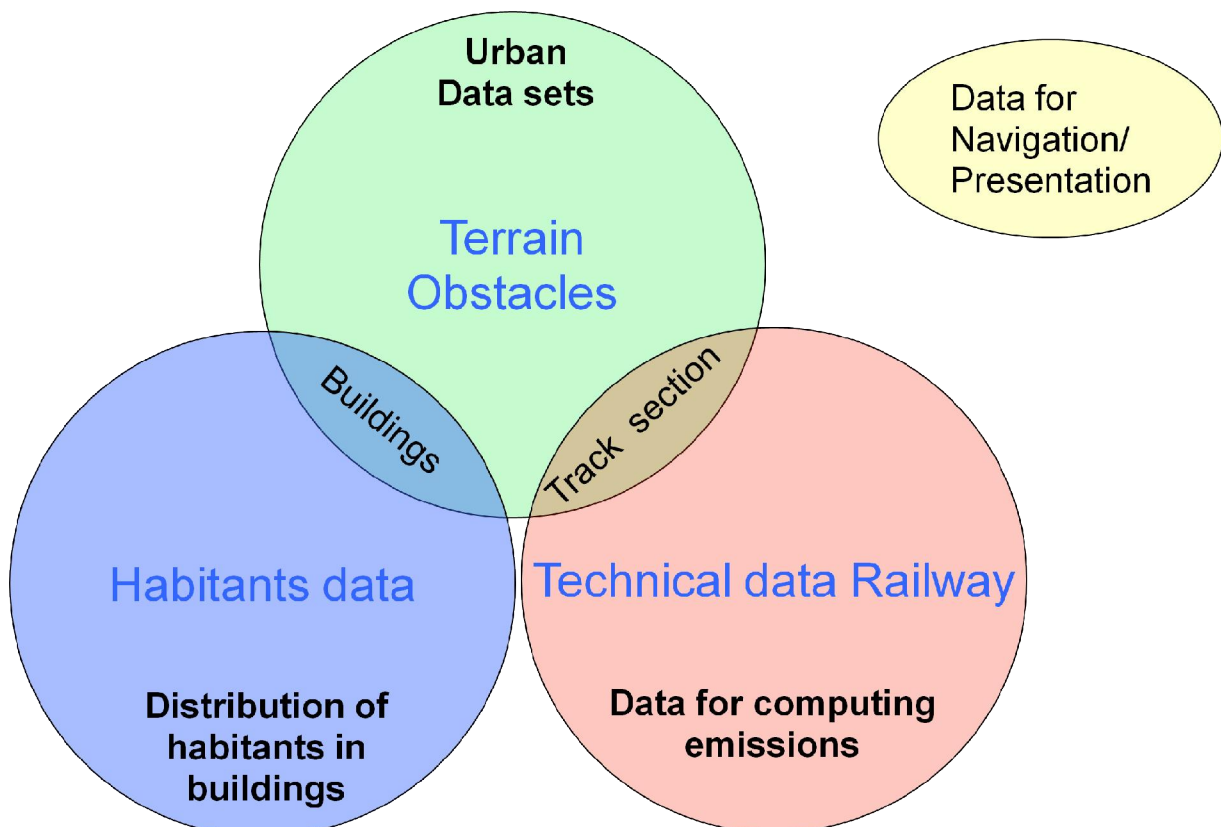 Urban
Data sets
Data for
Navigation/
Presentation
Terrain
Obstacles
Buildings
Track section
Habitants data
Technical data Railway
Distribution of
habitants in
buildings
Data for computing
emissions